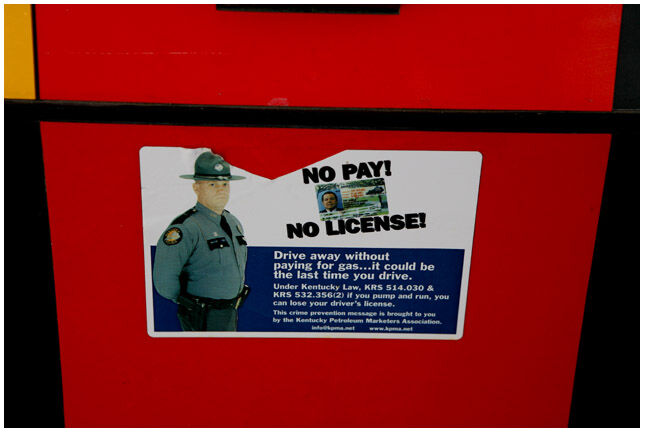 NO PAY!
NO LICENSE!
Drive away without
paying for gas...it could be
the last time you drive.
Under Kentucky Law, KRS 514.030 &
KRS 532.356(2) if you pump and run, you
can lose your driver's license.
This crime prevention message is brought to you
by the Kentucky Petroleum Marketers Association.
info@kpma.net www.kpma.net